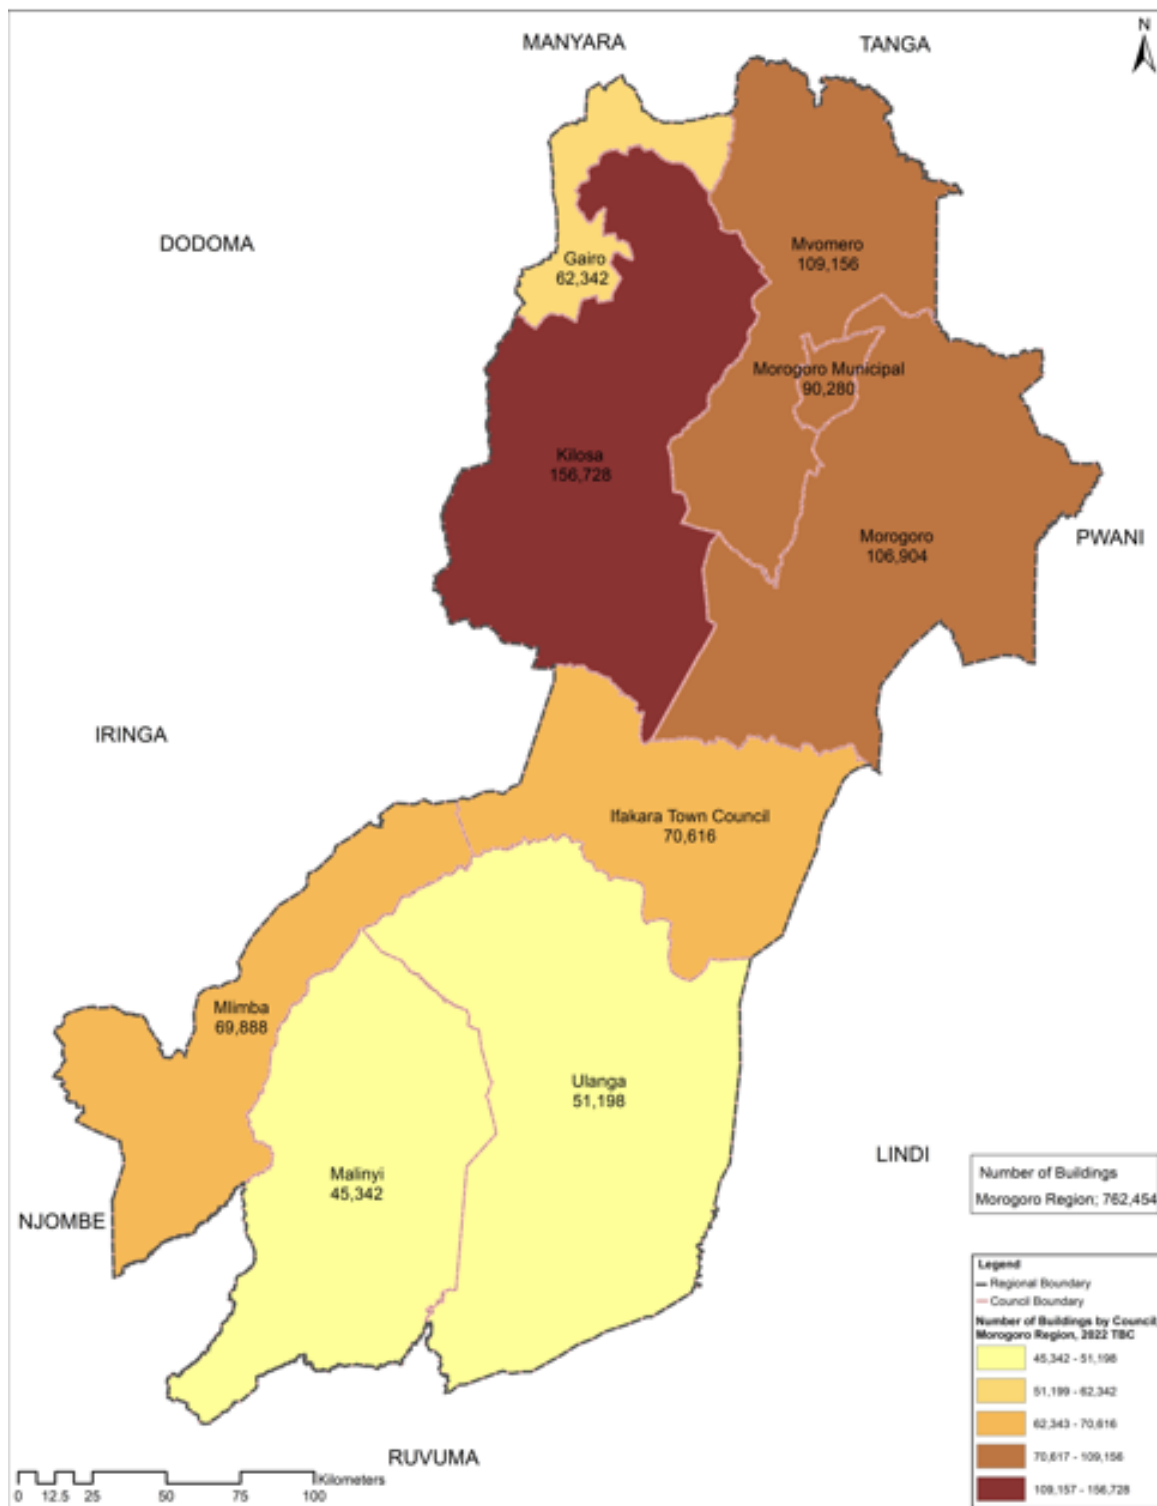 N
MANYARA
TANGA
DODOMA
Mvomero
109,156
Gairo
62,342
Morogoro Municipal
90,280
Kilosa
156,728
Morogoro
106,904
PWANI
IRINGA
Ifakara Town Council
70,616
Mlimba
69,888
Ulanga
51,198
Malinyi
45,342
LINDI
NJOMBE
RUVUMA
Number of Buildings
Morogoro Region; 762,454
Legend
Regional Boundary
Council Boundary
Number of Buildings by Council,
Morogoro Region, 2022 TBC
45,342 - 51,198
51,199 - 62,342
62,343 - 70,616
70,617 - 109,156
109,157 - 156,728
Kilometers
0 12.5 25 50 75 100